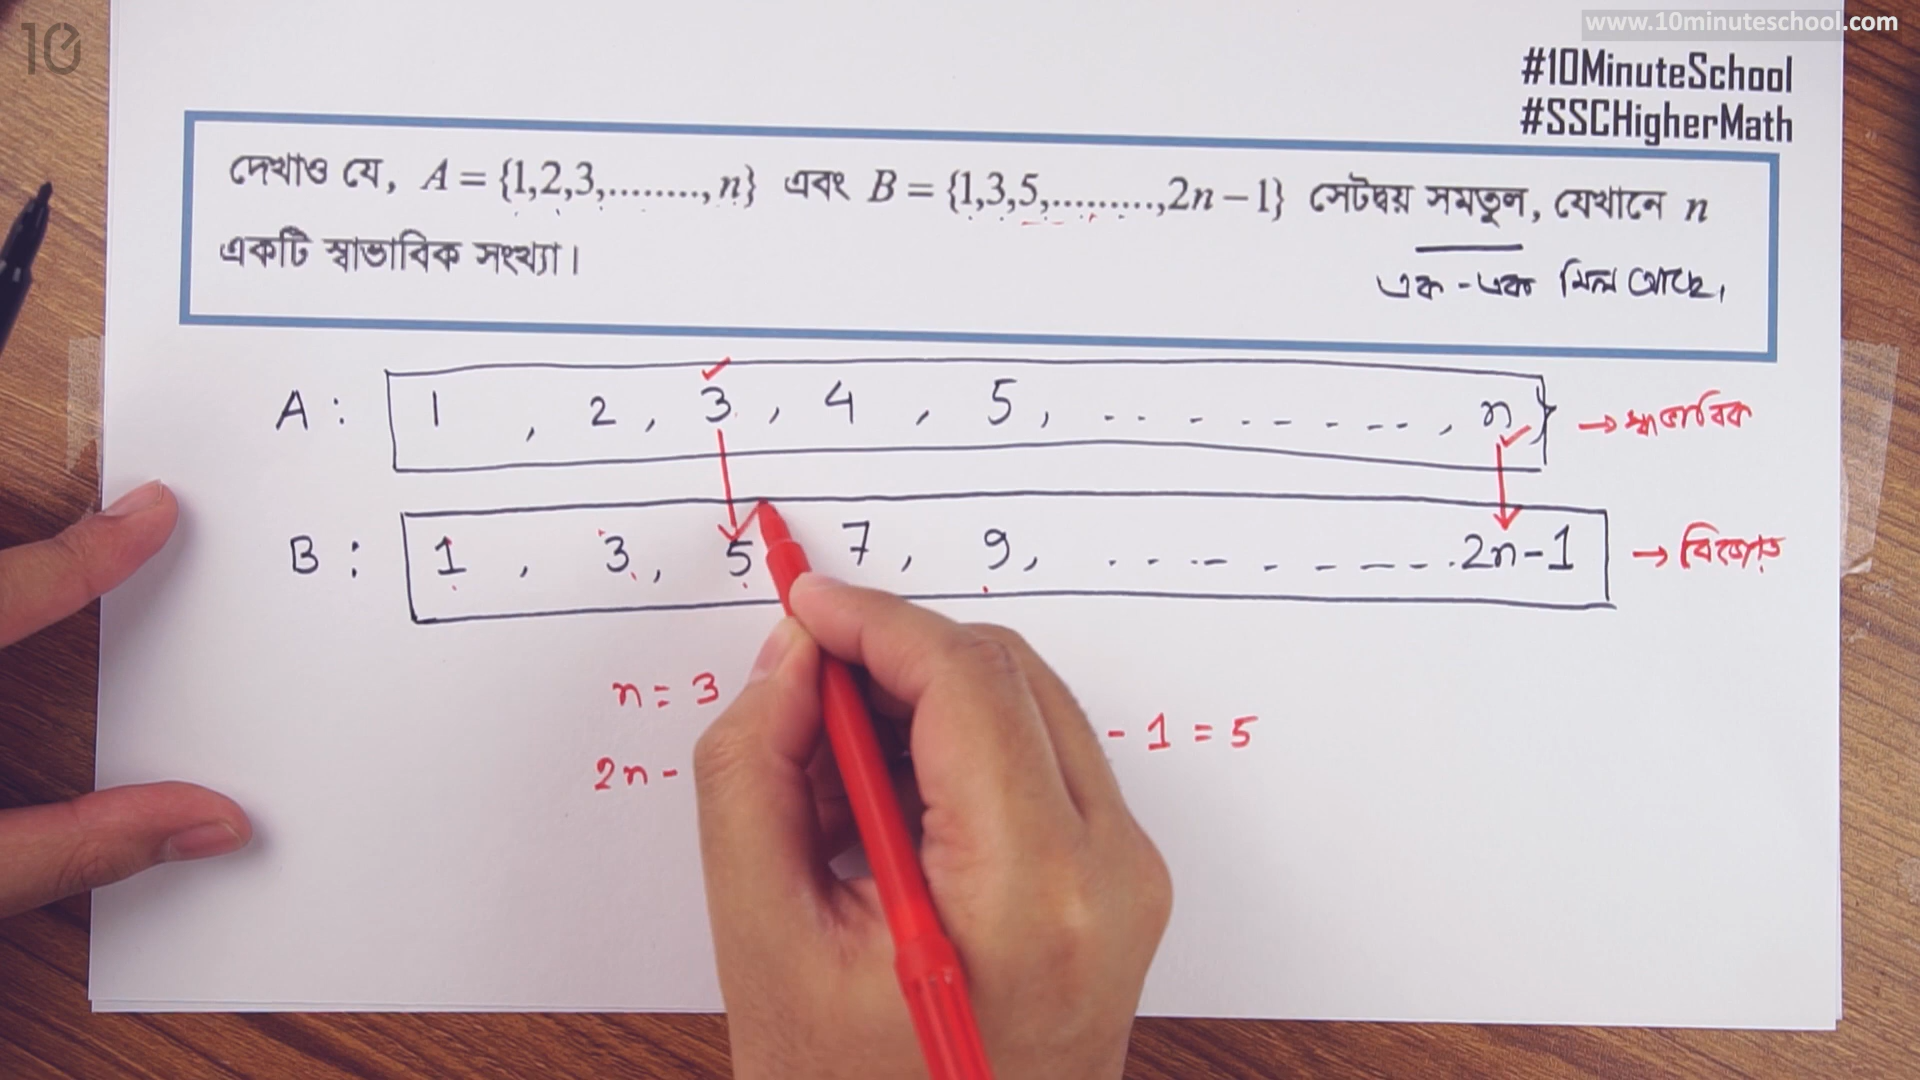 10
www.10minuteschool.com
#10MinuteSchool
#SSCHigherMath
দেখাও যে, A = {1,2,3,........, n} এবং B = {1,3,5,.........,2n − 1} সেটদ্বয় সমতুল, যেখানে n
একটি স্বাভাবিক সংখ্যা।
এক - এক মিল আছে।
A : 1 , 2 , 3 , 4 , 5 , . . - - - - - - - , n } → স্বাভাবিক
B : 1 , 3 , 5 7 , 9 , . . . - - - - - - . 2n-1 → বিজোড়
n = 3
2n - - 1 = 5